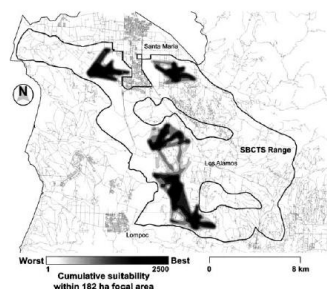 Santa Maria
N
SBCTS Range
Los Alamos
Lompoc
Worst Best
1 2500
Cumulative suitability
within 182 ha focal area
0 8 km